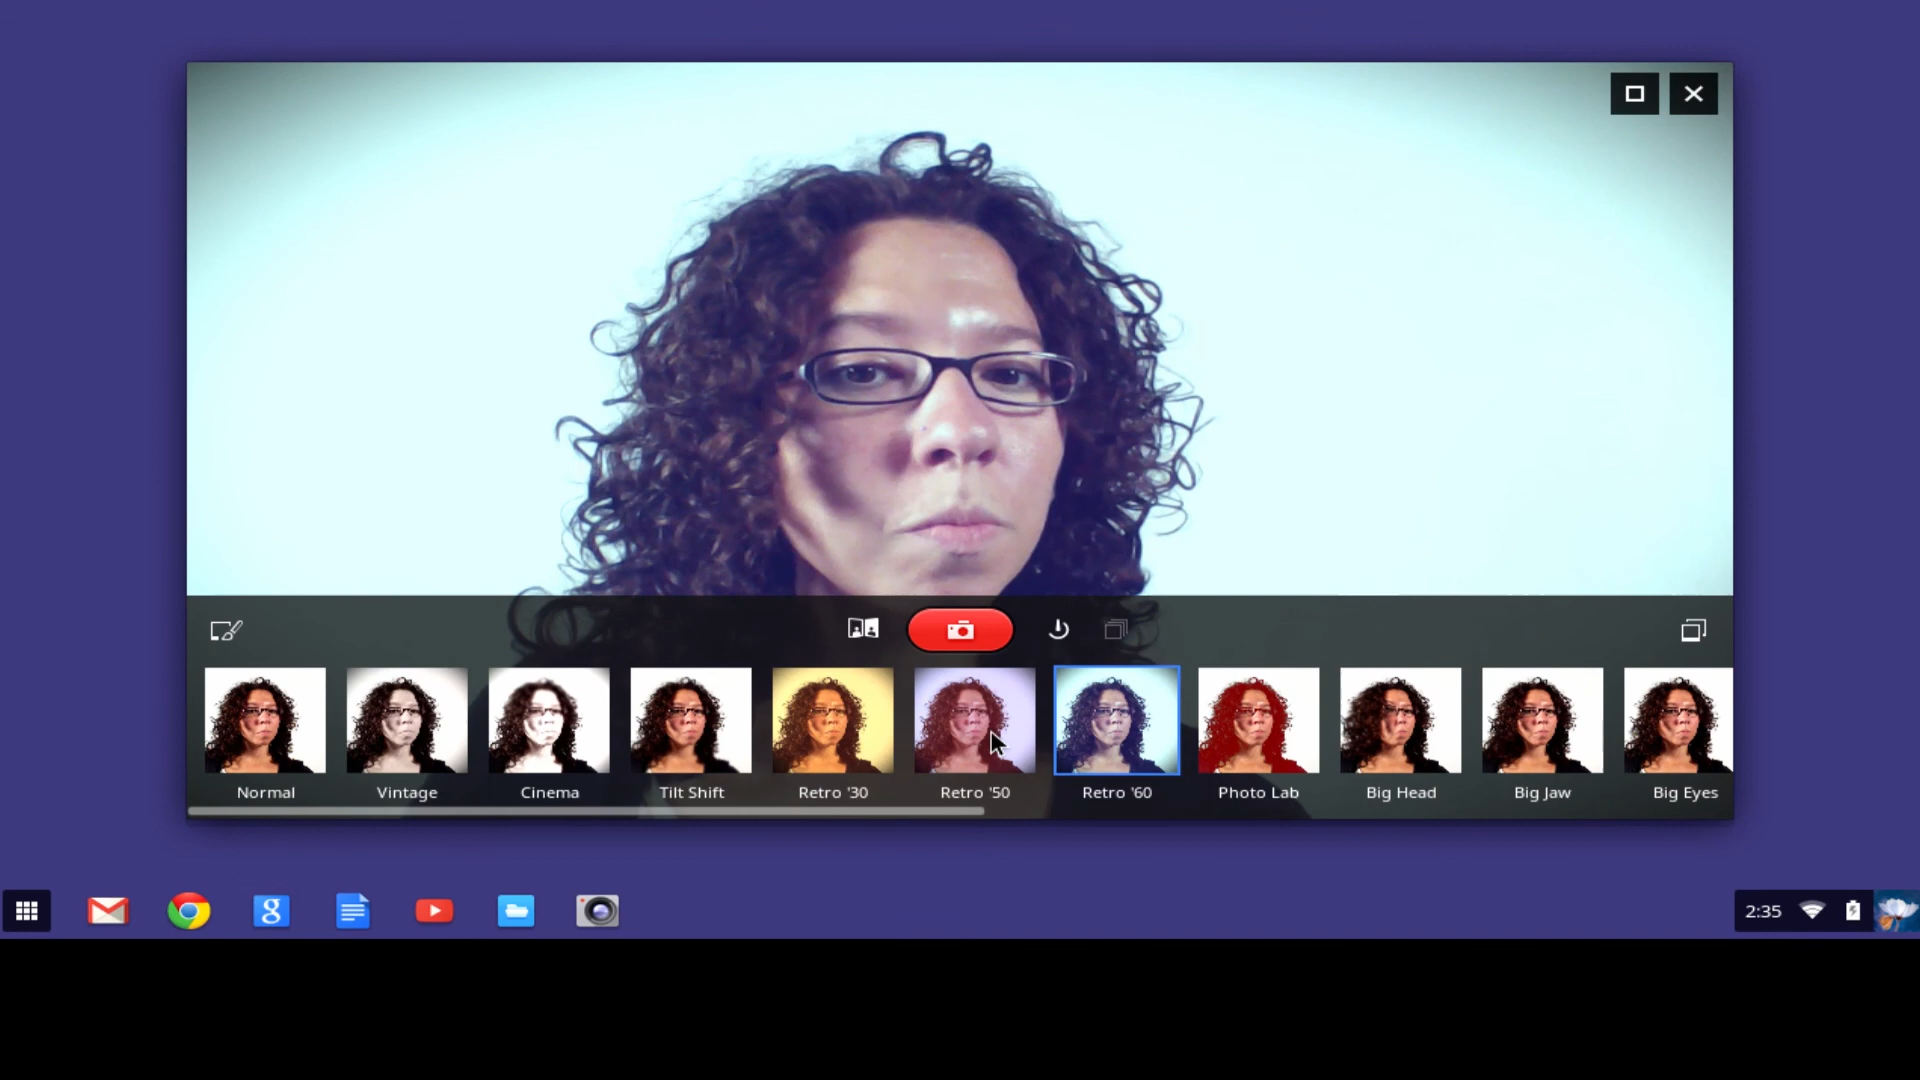 Normal
Vintage
Cinema
Tilt Shift
Retro '30
Retro '50
Retro '60
Photo Lab
Big Head
Big Jaw
Big Eyes
g
2:35